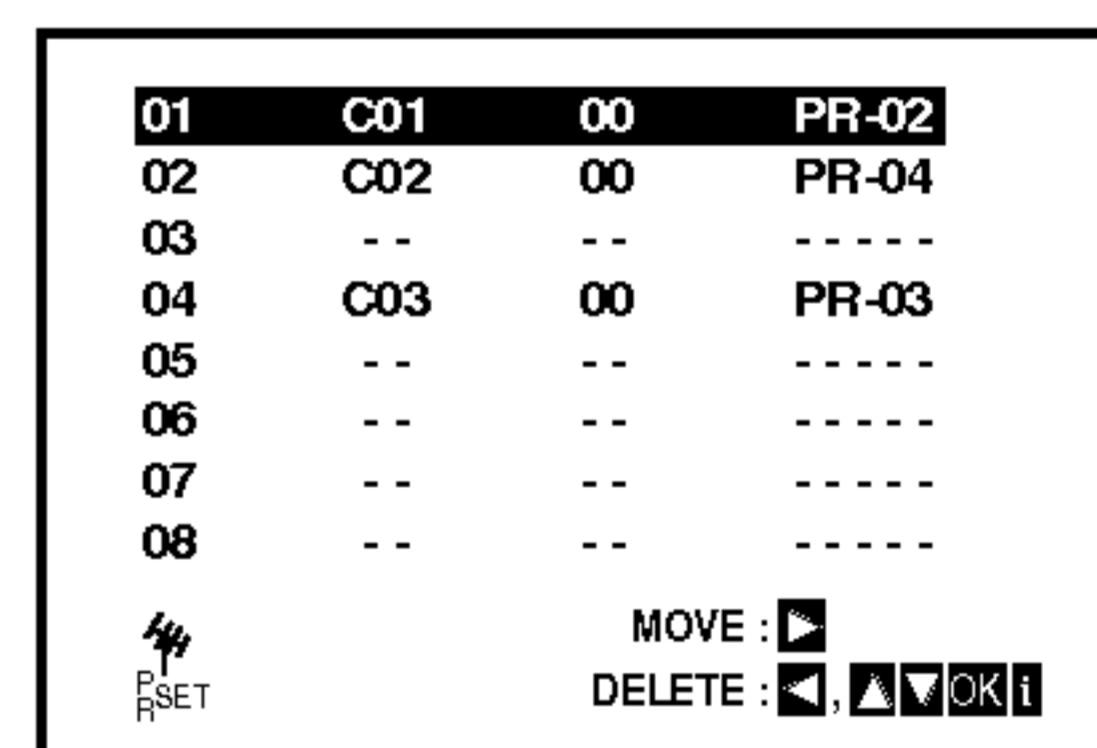 01 C01 00 PR-02
02 C02 00 PR-04
03 -- -- -----
04 C03 00 PR-03
05 -- -- -----
06 -- -- -----
07 -- -- -----
08 -- -- -----
MOVE : ▷
PR SET
DELETE : ◁ , △ ▽ OK i